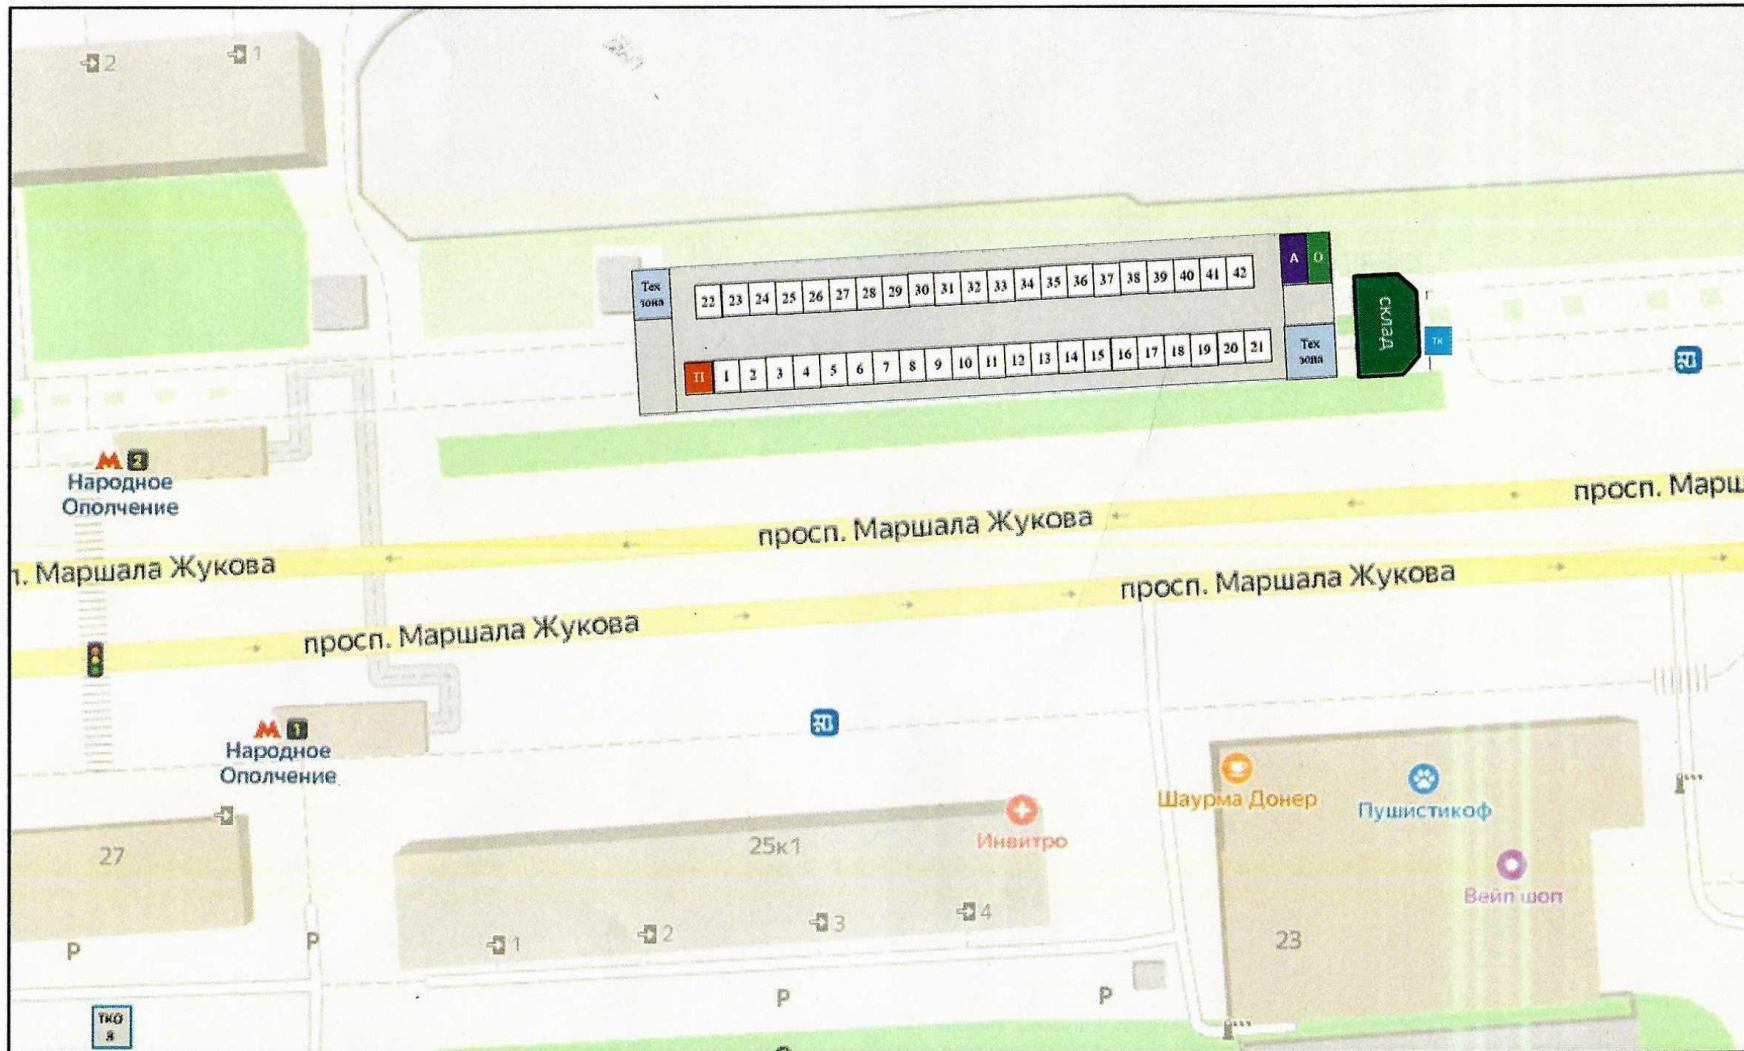 2
1
Тех
зона
22 23 24 25 26 27 28 29 30 31 32 33 34 35 36 37 38 39 40 41 42
А О
склад
ТК
1 2 3 4 5 6 7 8 9 10 11 12 13 14 15 16 17 18 19 20 21
Тех
зона
М 2
Народное
Ополчение
просп. Марш
просп. Маршала Жукова
п. Маршала Жукова
просп. Маршала Жукова
просп. Маршала Жукова
М 1
Народное
Ополчение
Шаурма Донер
Пушистикоф
Инвитро
Вейп шоп
27
25к1
23
1
2
3
4
P
P
P
P
ТКО